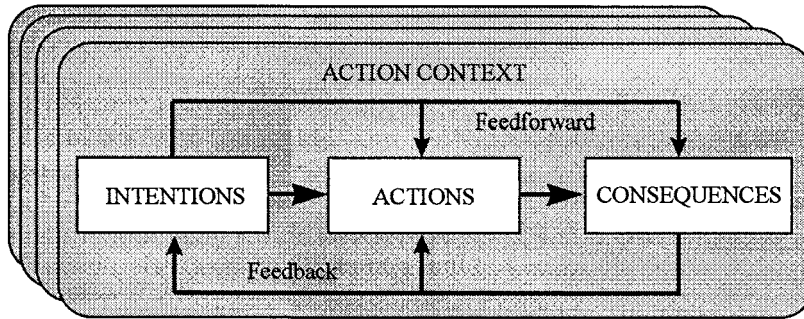 ACTION CONTEXT
Feedforward
INTENTIONS
ACTIONS
CONSEQUENCES
Feedback